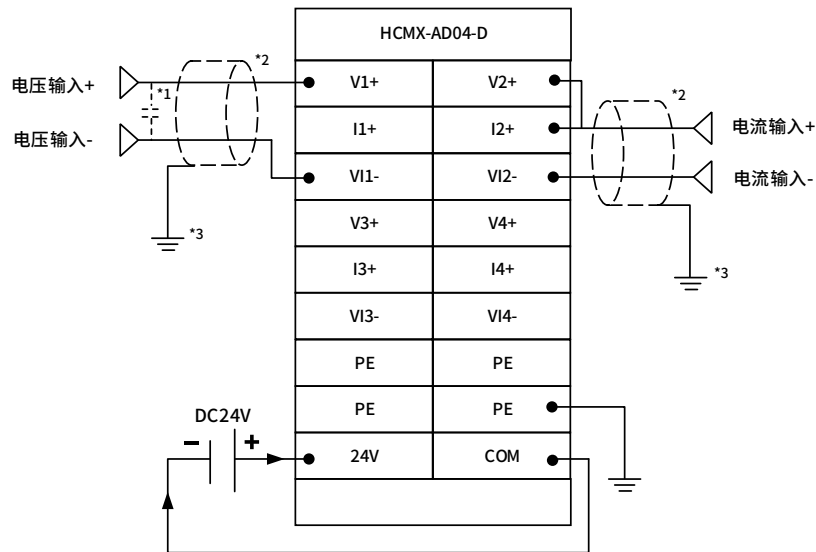 HCMX-AD04-D
电压输入+
*1
*2
V1+
V2+
*2
电压输入-
I1+
I2+
电流输入+
VI1-
VI2-
电流输入-
*3
V3+
V4+
I3+
I4+
*3
VI3-
VI4-
PE
PE
DC24V
PE
PE
− +
24V
COM